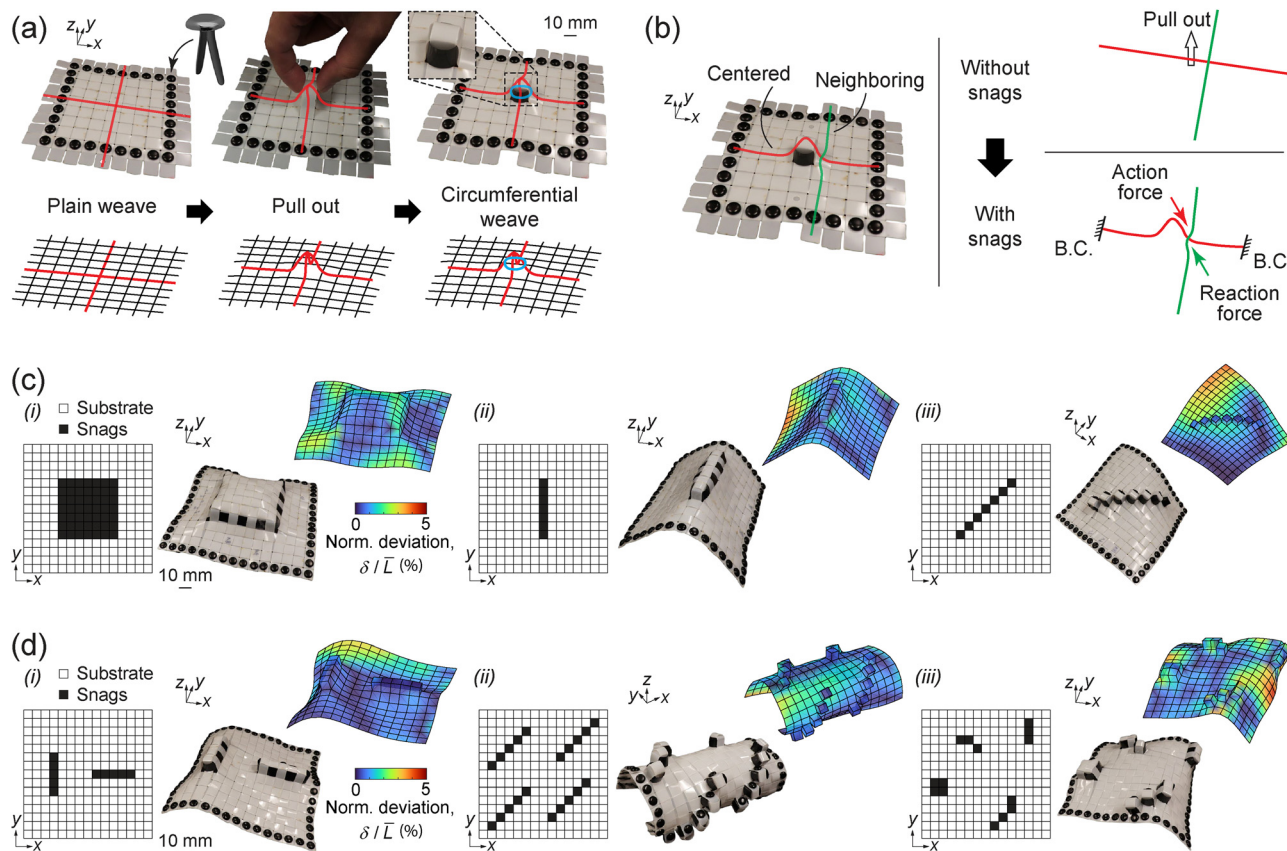 (a)
z y
x
10 mm
Plain weave
Pull out
Circumferential
weave
(b)
z y
x
Centered
Neighboring
Without
snags
With
snags
Pull out
Action
force
B.C.
B.C
Reaction
force
(c)
(i)
Substrate
Snags
y
x
z y
x
10 mm
0 5
Norm. deviation,
δ / L̅ (%)
(ii)
y
x
z y
x
(iii)
y
x
z y
x
(d)
(i)
Substrate
Snags
y
x
z y
x
10 mm
0 5
Norm. deviation,
δ / L̅ (%)
(ii)
y
x
z
y x
(iii)
y
x
z y
x